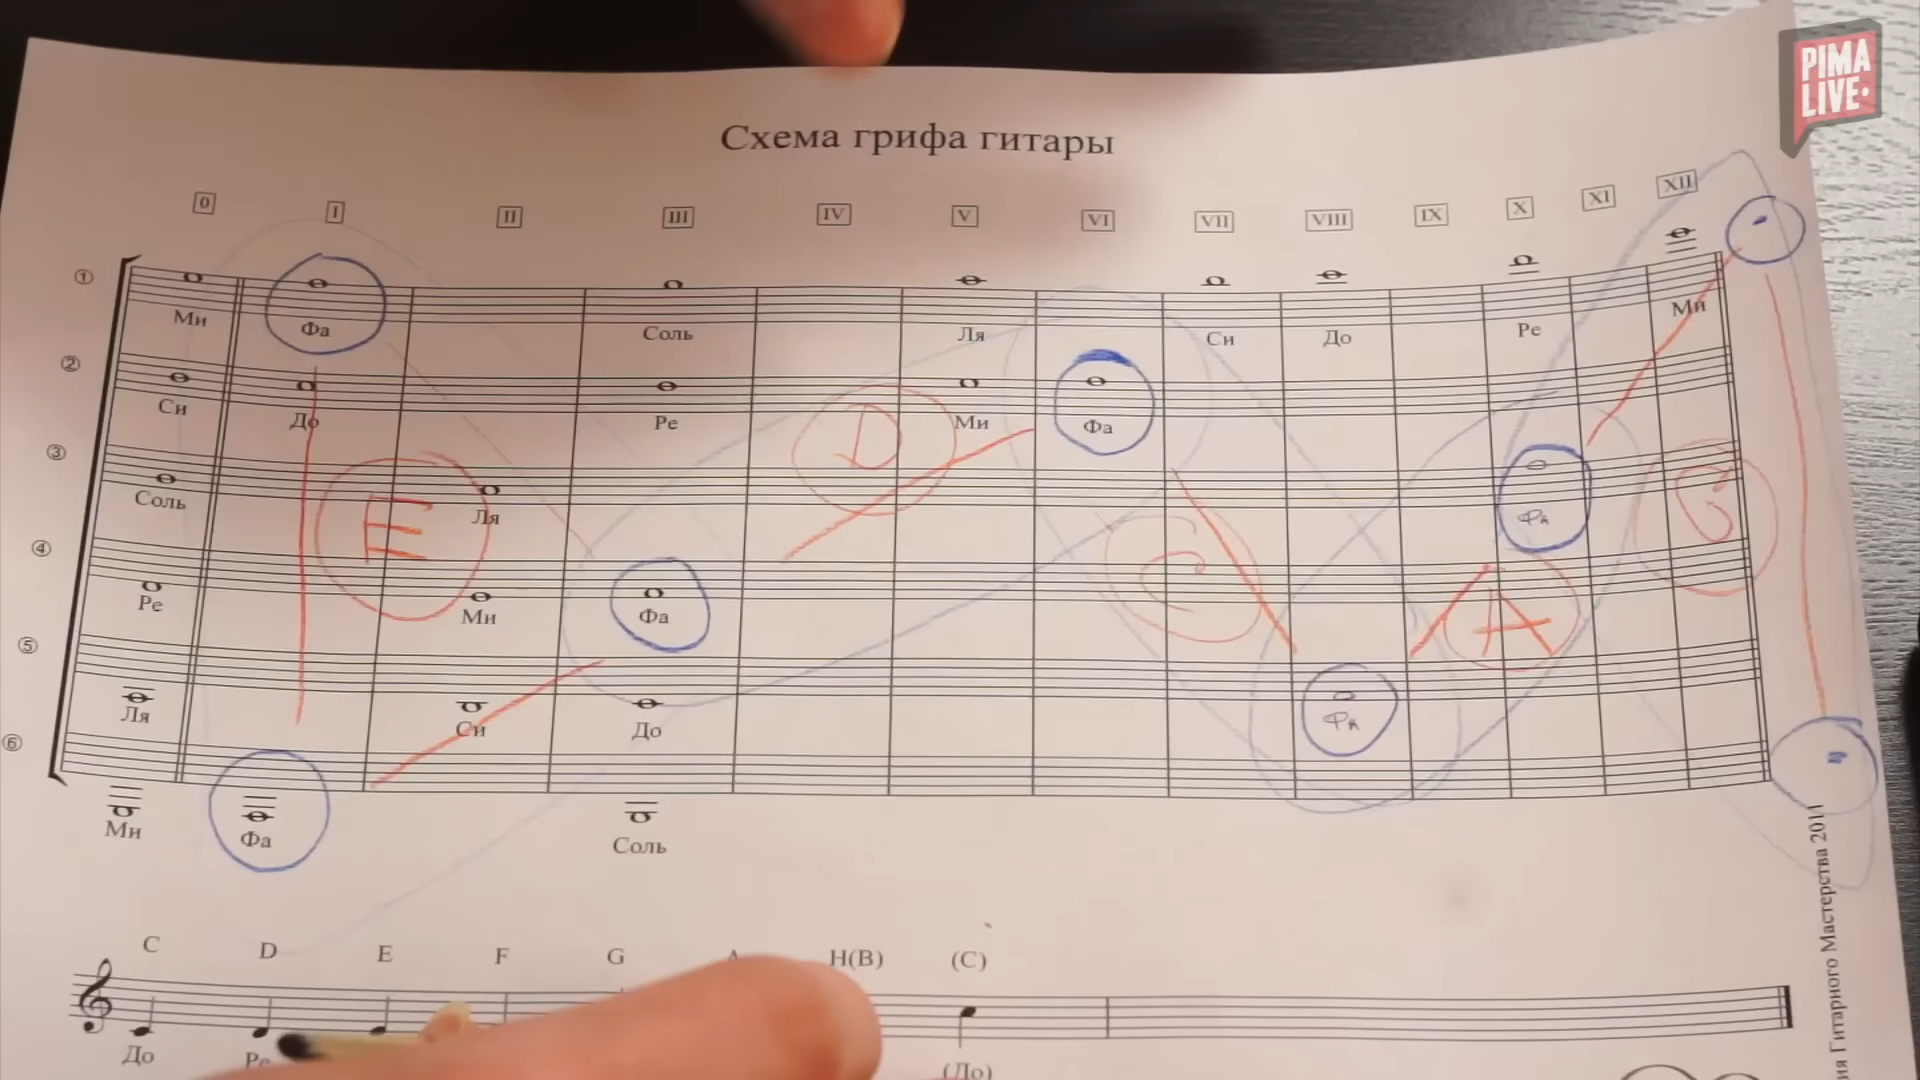 PIMA
LIVE
Схема грифа гитары
0 I II III IV V VI VII VIII IX X XI XII
①
Ми Фа Соль Ля Си До Ре Ми
②
Си До Ре Ми Фа
D
③
Соль Ля Фа
E G
④
Ре Ми Фа
C A
⑤
Ля Си До Фа
⑥
Ми Фа Соль
C D E F G H(B) (C)
До Ре (До)
Гитарного Мастерства 2011